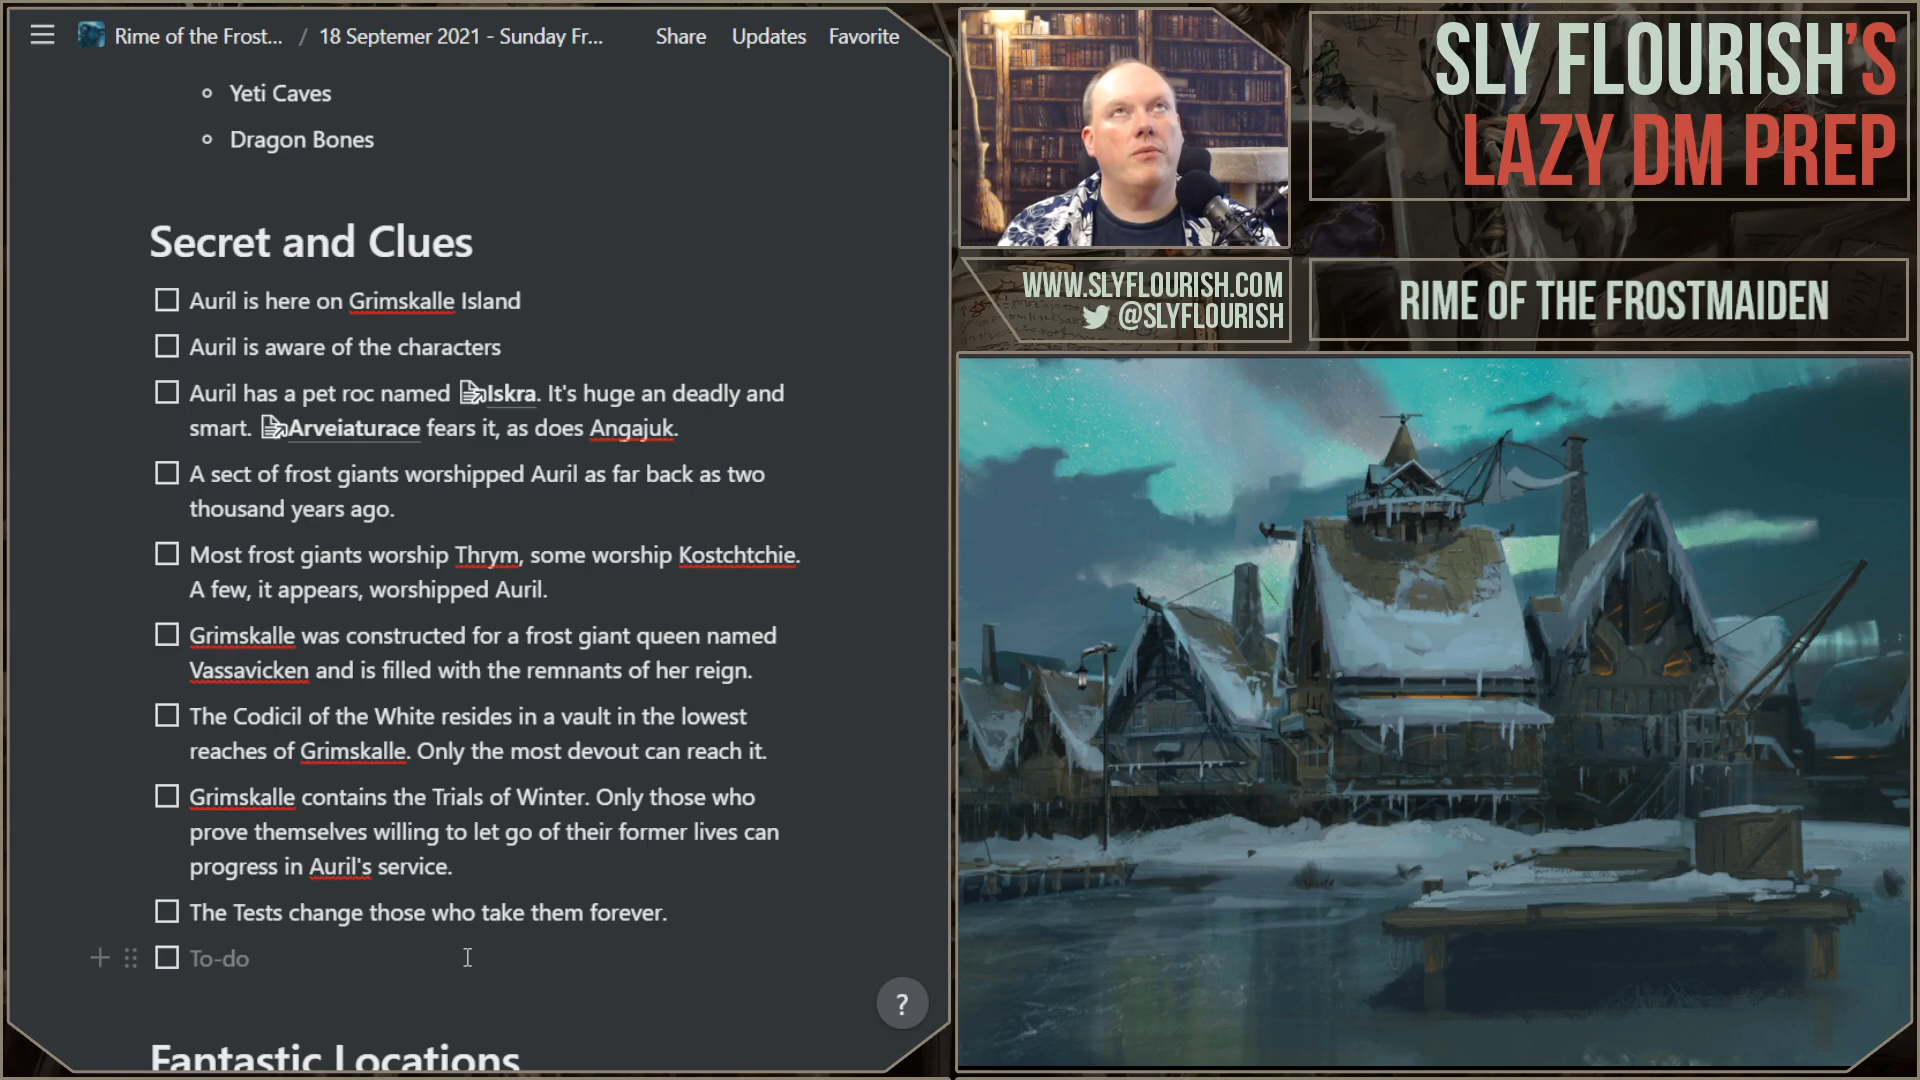 Rime of the Frost... / 18 Septemer 2021 - Sunday Fr... Share Updates Favorite
Yeti Caves
Dragon Bones
Secret and Clues
Auril is here on Grimskalle Island
Auril is aware of the characters
Auril has a pet roc named Iskra. It's huge an deadly and
smart. Arveiaturace fears it, as does Angajuk.
A sect of frost giants worshipped Auril as far back as two
thousand years ago.
Most frost giants worship Thrym, some worship Kostchtchie.
A few, it appears, worshipped Auril.
Grimskalle was constructed for a frost giant queen named
Vassavicken and is filled with the remnants of her reign.
The Codicil of the White resides in a vault in the lowest
reaches of Grimskalle. Only the most devout can reach it.
Grimskalle contains the Trials of Winter. Only those who
prove themselves willing to let go of their former lives can
progress in Auril's service.
The Tests change those who take them forever.
To-do
?
Fantastic Locations
SLY FLOURISH'S
LAZY DM PREP
WWW.SLYFLOURISH.COM
@SLYFLOURISH
RIME OF THE FROSTMAIDEN